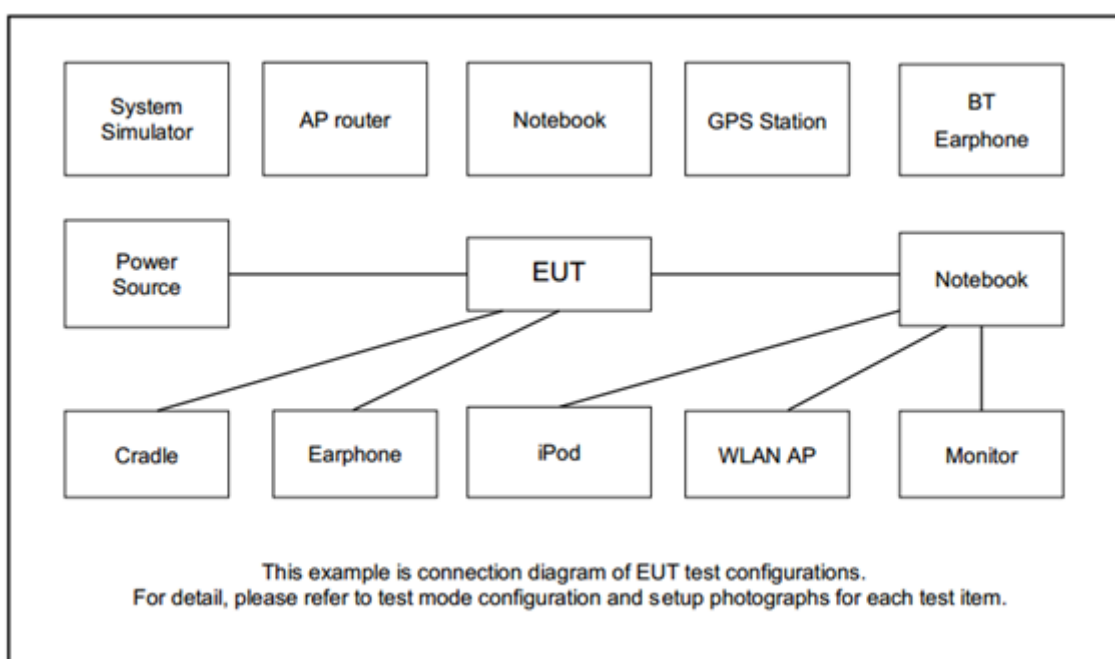 System
Simulator
AP router
Notebook
GPS Station
BT
Earphone
Power
Source
EUT
Notebook
Cradle
Earphone
iPod
WLAN AP
Monitor
This example is connection diagram of EUT test configurations.
For detail, please refer to test mode configuration and setup photographs for each test item.